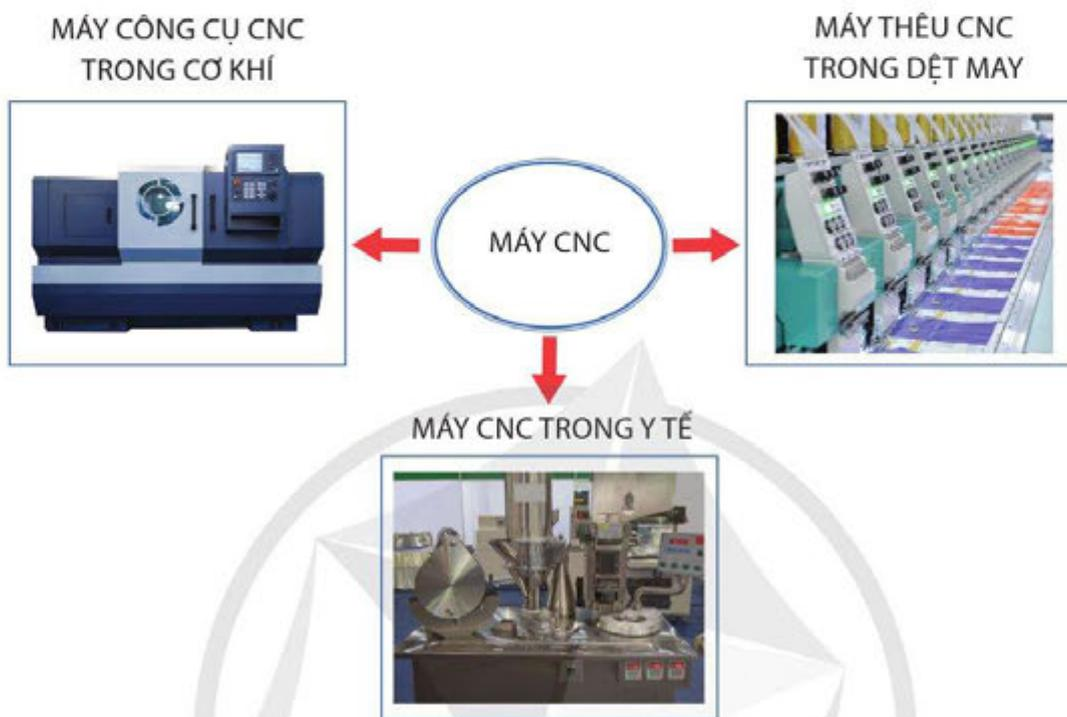 MÁY CÔNG CỤ CNC
TRONG CƠ KHÍ
MÁY THÊU CNC
TRONG DỆT MAY
MÁY CNC
MÁY CNC TRONG Y TẾ